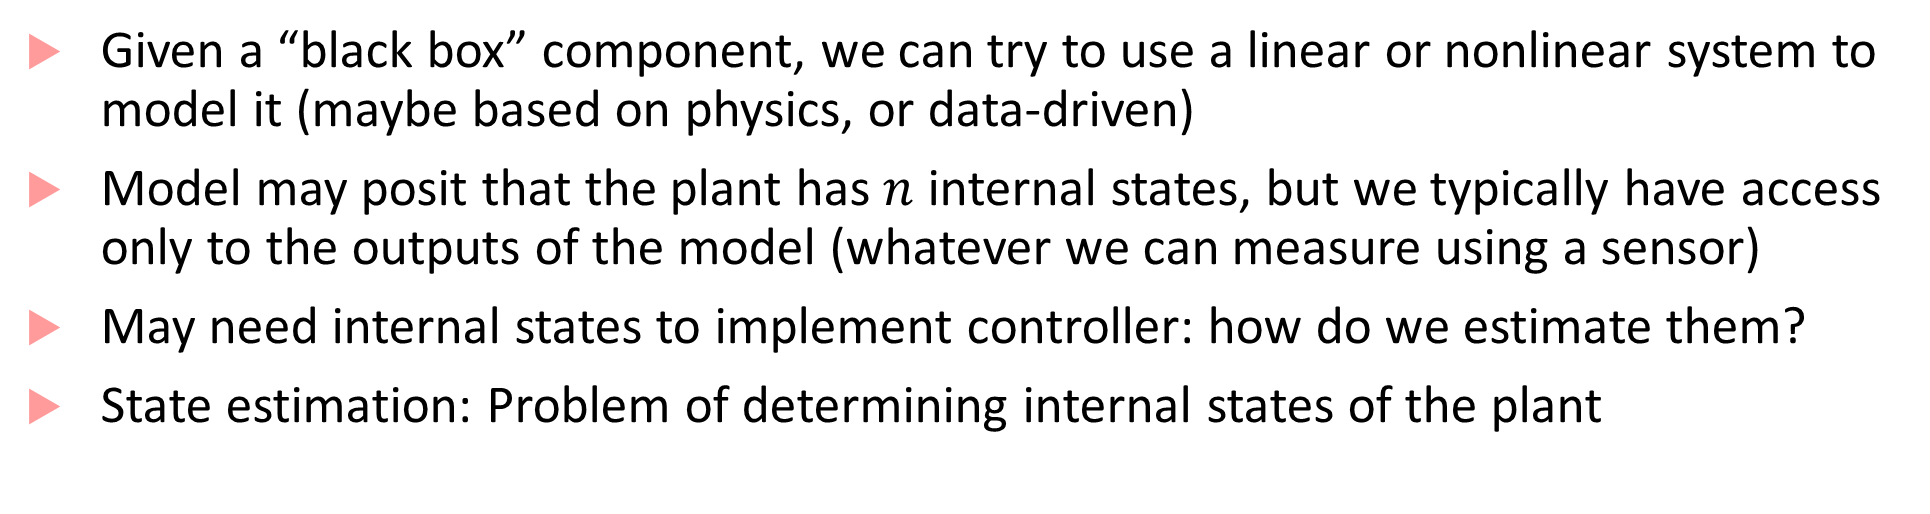 Given a “black box” component, we can try to use a linear or nonlinear system to
model it (maybe based on physics, or data-driven)
Model may posit that the plant has 𝑛 internal states, but we typically have access
only to the outputs of the model (whatever we can measure using a sensor)
May need internal states to implement controller: how do we estimate them?
State estimation: Problem of determining internal states of the plant